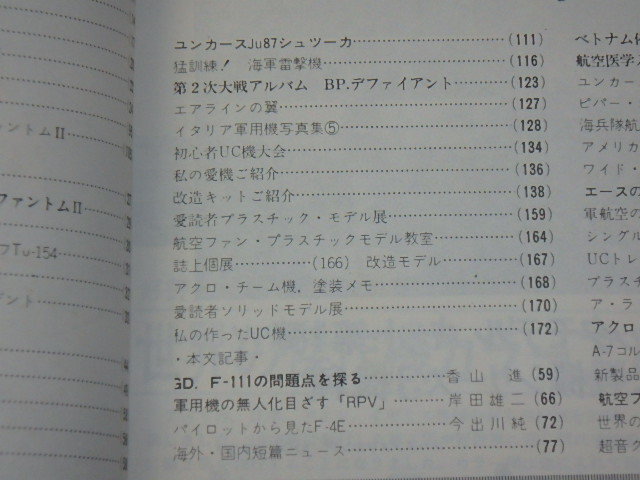 ァントムII
ファントムII
フTu-154
デント
ユンカースJu87シュツーカ………(111)
猛訓練！ 海軍雷撃機………(116)
第2次大戦アルバム BP.デファイアント………(123)
エアラインの翼………(127)
イタリア軍用機写真集⑤………(128)
初心者UC機大会………(134)
私の愛機ご紹介………(136)
改造キットご紹介………(138)
愛読者プラスチック・モデル展………(159)
航空ファン・プラスチックモデル教室………(164)
誌上個展………(166) 改造モデル………(167)
アクロ・チーム機，塗装メモ………(168)
愛読者ソリッドモデル展………(170)
私の作ったUC機………(172)
・本文記事・
GD．F-111の問題点を探る………香山 進(59)
軍用機の無人化目ざす「RPV」………岸田雄二(66)
パイロットから見たF-4E………今出川純(72)
海外・国内短篇ニュース………(77)
ベトナム
航空医学
ユンカー
ビバー・
海兵隊航
アメリカ
ワイド・
エースの
軍航空の
シングル
UCトレ
プラスチ
ア・ラ
アクロ
A-7コル
新製品
航空フ
世界の
超音